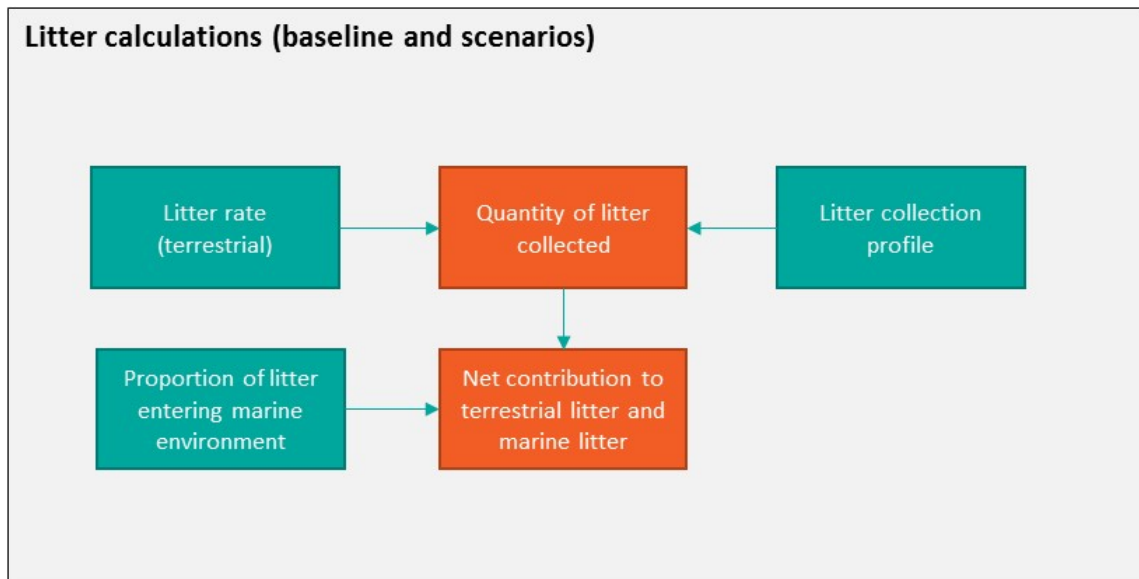 Litter calculations (baseline and scenarios)
Litter rate
(terrestrial)
Quantity of litter
collected
Litter collection
profile
Proportion of litter
entering marine
environment
Net contribution to
terrestrial litter and
marine litter